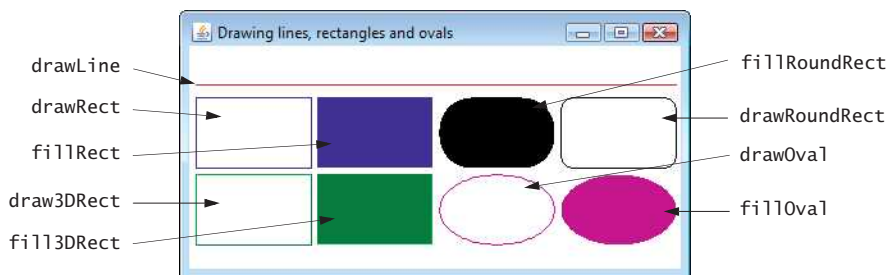 Drawing lines, rectangles and ovals
drawLine
drawRect
fillRect
draw3DRect
fill3DRect
fillRoundRect
drawRoundRect
drawOval
fillOval